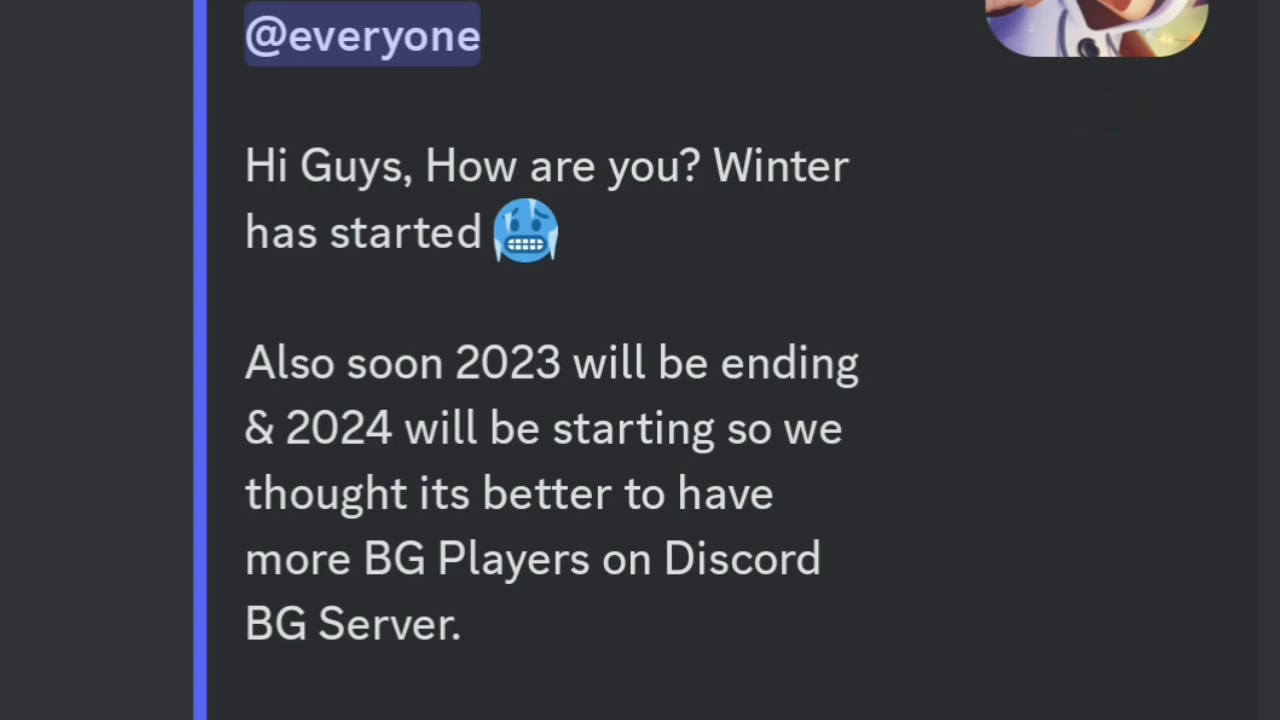 @everyone
Hi Guys, How are you? Winter
has started 🥶
Also soon 2023 will be ending
& 2024 will be starting so we
thought its better to have
more BG Players on Discord
BG Server.